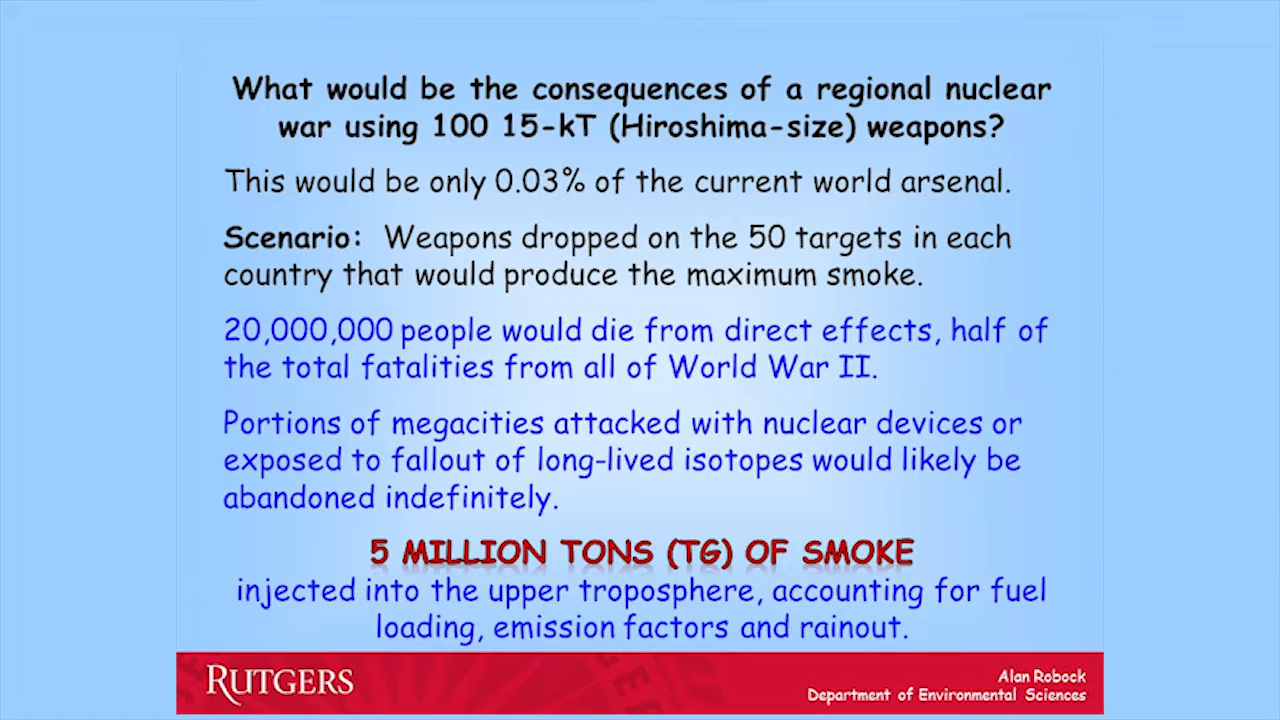 What would be the consequences of a regional nuclear
war using 100 15-kT (Hiroshima-size) weapons?
This would be only 0.03% of the current world arsenal.
Scenario: Weapons dropped on the 50 targets in each
country that would produce the maximum smoke.
20,000,000 people would die from direct effects, half of
the total fatalities from all of World War II.
Portions of megacities attacked with nuclear devices or
exposed to fallout of long-lived isotopes would likely be
abandoned indefinitely.
5 MILLION TONS (TG) OF SMOKE
injected into the upper troposphere, accounting for fuel
loading, emission factors and rainout.
RUTGERS
Alan Robock
Department of Environmental Sciences